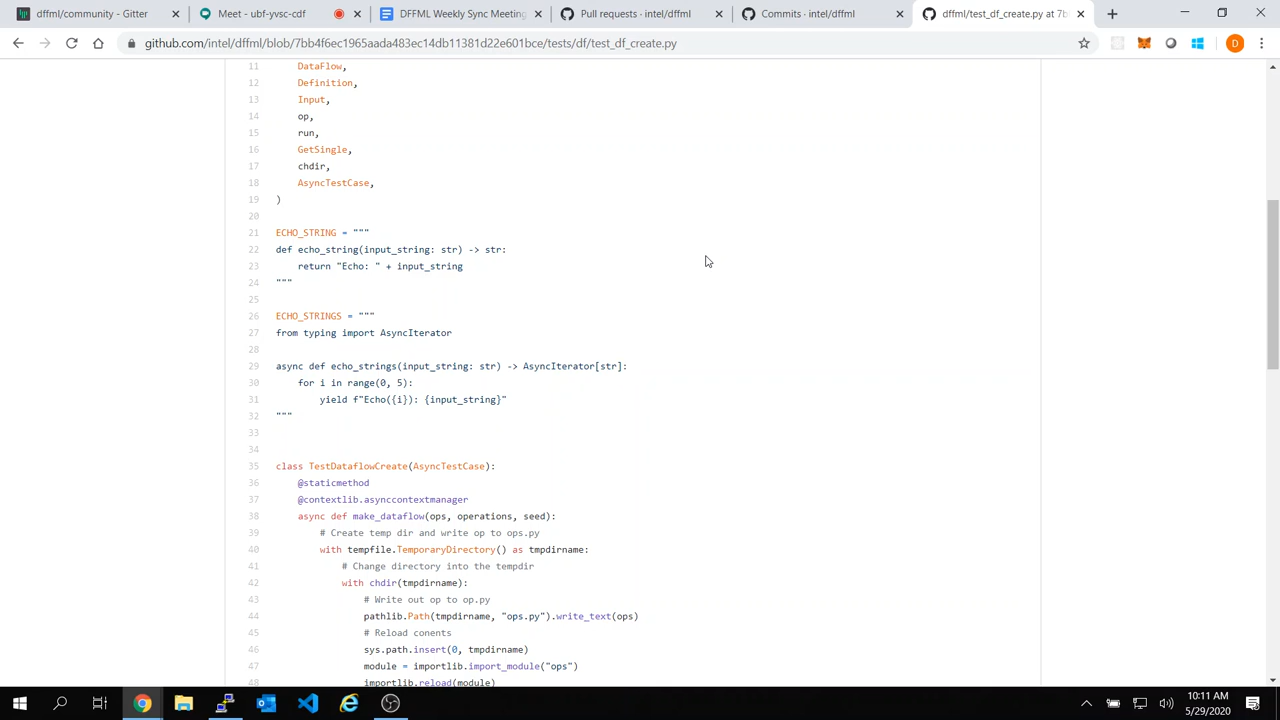 dffml/community - Gitter
Meet - ubf-yvsc-cdf
DFFML Weekly Sync Meeting
Pull requests · intel/dffml
Commits · intel/dffml
dffml/test_df_create.py at 7b
github.com/intel/dffml/blob/7bb4f6ec1965aada483ec14db11381d22e601bce/tests/df/test_df_create.py
D
11 DataFlow,
12 Definition,
13 Input,
14 op,
15 run,
16 GetSingle,
17 chdir,
18 AsyncTestCase,
19 )
20
21 ECHO_STRING = """
22 def echo_string(input_string: str) -> str:
23 return "Echo: " + input_string
24 """
25
26 ECHO_STRINGS = """
27 from typing import AsyncIterator
28
29 async def echo_strings(input_string: str) -> AsyncIterator[str]:
30 for i in range(0, 5):
31 yield f"Echo({i}): {input_string}"
32 """
33
34
35 class TestDataflowCreate(AsyncTestCase):
36 @staticmethod
37 @contextlib.asynccontextmanager
38 async def make_dataflow(ops, operations, seed):
39 # Create temp dir and write op to ops.py
40 with tempfile.TemporaryDirectory() as tmpdirname:
41 # Change directory into the tempdir
42 with chdir(tmpdirname):
43 # Write out op to op.py
44 pathlib.Path(tmpdirname, "ops.py").write_text(ops)
45 # Reload conents
46 sys.path.insert(0, tmpdirname)
47 module = importlib.import_module("ops")
48 importlib.reload(module)
10:11 AM
5/29/2020